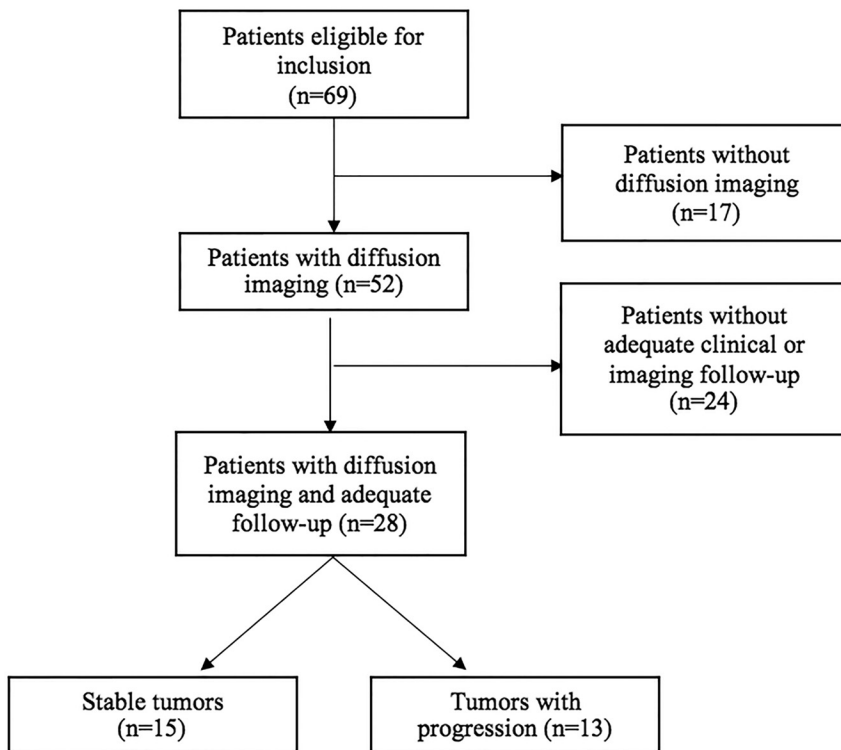 Patients eligible for
inclusion
(n=69)
Patients without
diffusion imaging
(n=17)
Patients with diffusion
imaging (n=52)
Patients without
adequate clinical or
imaging follow-up
(n=24)
Patients with diffusion
imaging and adequate
follow-up (n=28)
Stable tumors
(n=15)
Tumors with
progression (n=13)